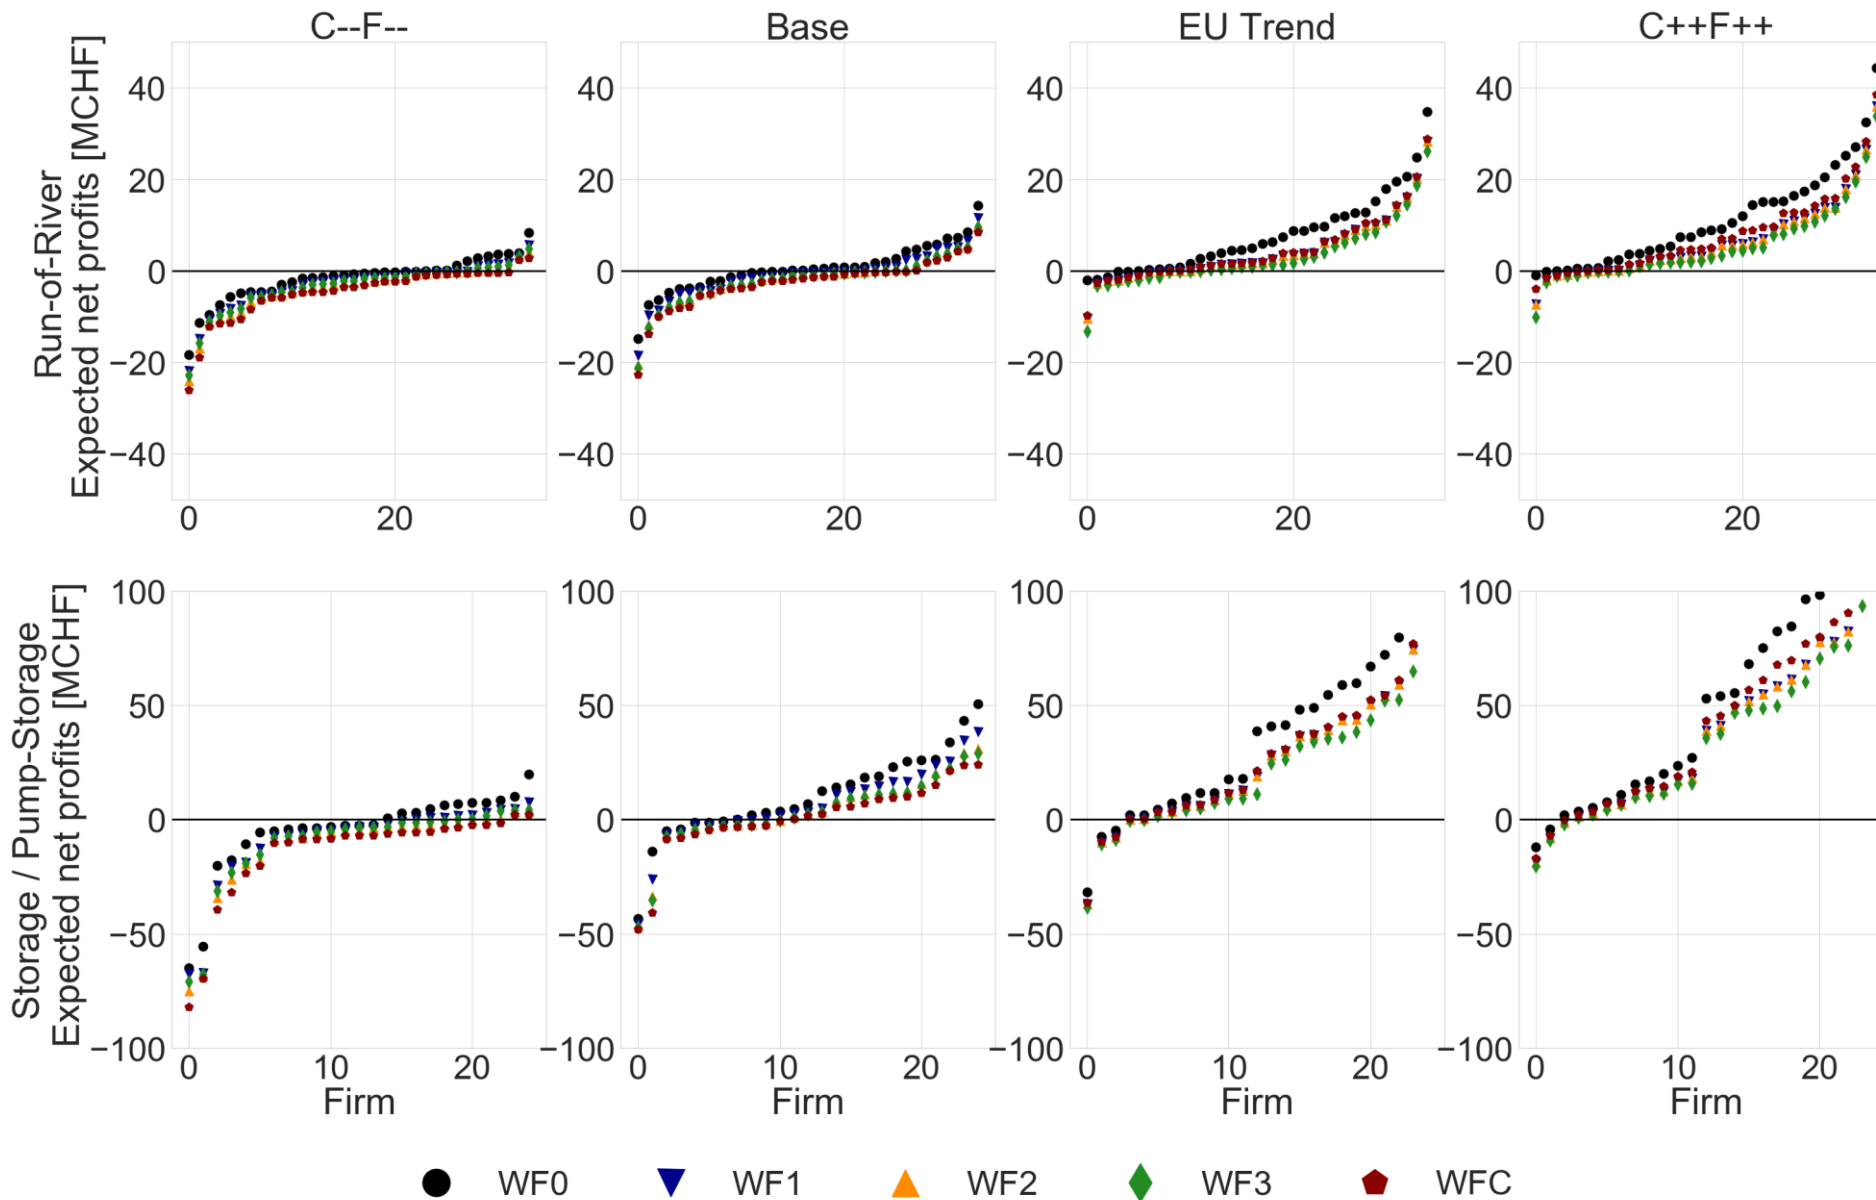 C--F-- Base EU Trend C++F++
Run-of-River
Expected net profits [MCHF]
40 20 0 −20 −40
40 20 0 −20 −40
40 20 0 −20 −40
40 20 0 −20 −40
0 20 0 20 0 20 0 20
Storage / Pump-Storage
Expected net profits [MCHF]
100 50 0 −50 −100
100 50 0 −50 −100
100 50 0 −50 −100
100 50 0 −50 −100
0 10 20 0 10 20 0 10 20 0 10 20
Firm Firm Firm Firm
WF0 WF1 WF2 WF3 WFC